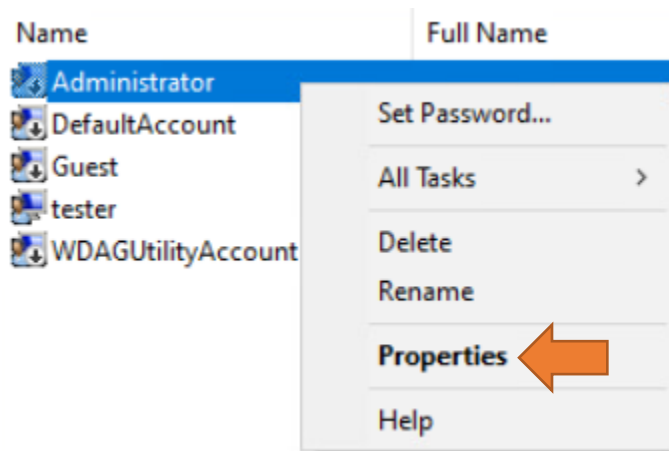 Name Full Name
Administrator
DefaultAccount
Guest
tester
WDAGUtilityAccount
Set Password...
All Tasks >
Delete
Rename
Properties
Help